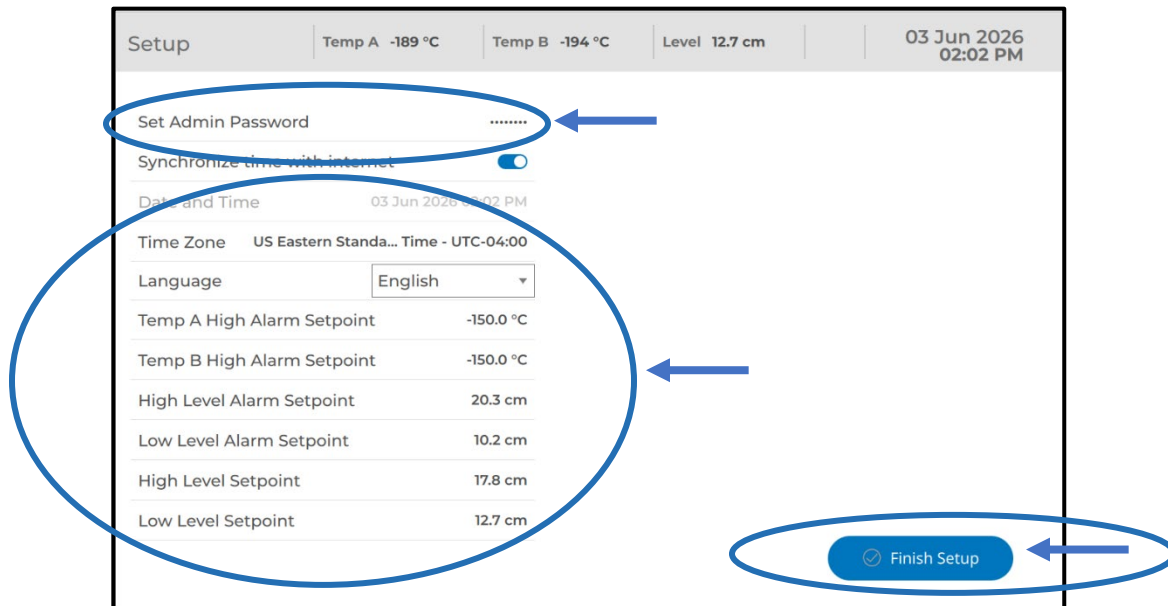 Setup Temp A -189 °C Temp B -194 °C Level 12.7 cm 03 Jun 2026
02:02 PM
Set Admin Password ········
Synchronize time with internet
Date and Time 03 Jun 2026 02:02 PM
Time Zone US Eastern Standa... Time - UTC-04:00
Language English
Temp A High Alarm Setpoint -150.0 °C
Temp B High Alarm Setpoint -150.0 °C
High Level Alarm Setpoint 20.3 cm
Low Level Alarm Setpoint 10.2 cm
High Level Setpoint 17.8 cm
Low Level Setpoint 12.7 cm
Finish Setup